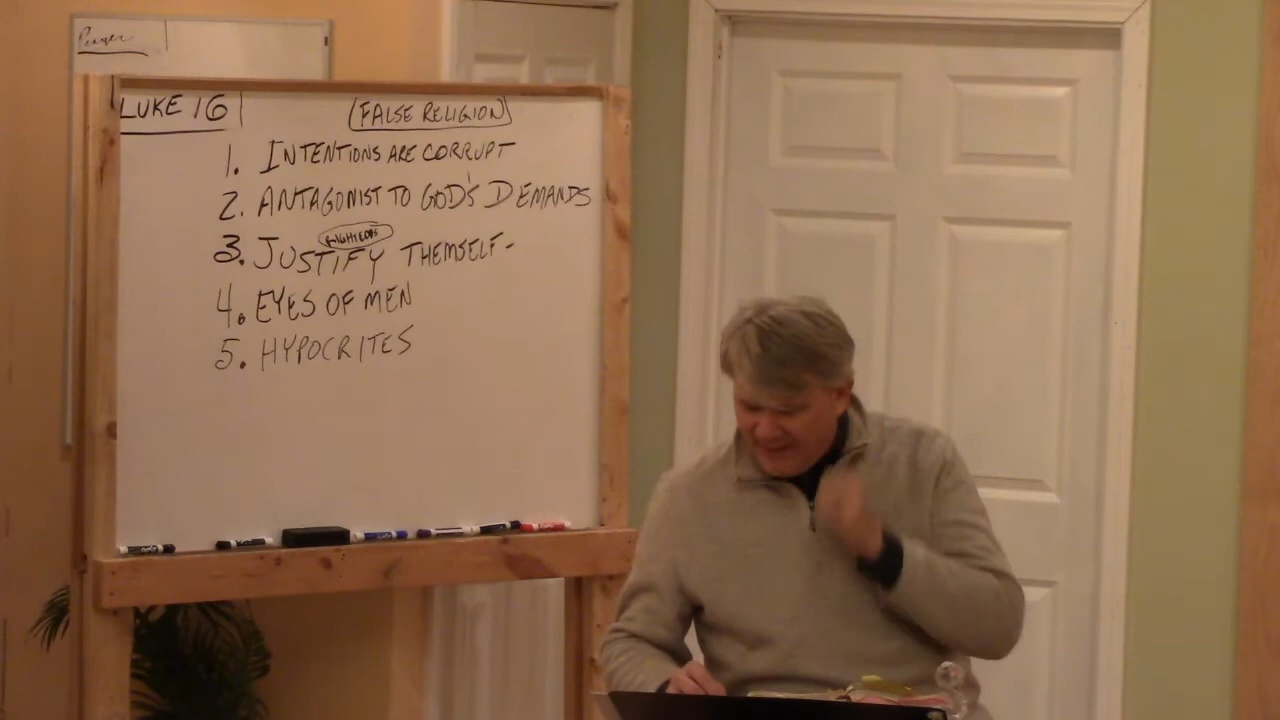 Prayer
LUKE 16
(FALSE RELIGION)
1. INTENTIONS ARE CORRUPT
2. ANTAGONIST TO GOD'S DEMANDS
RIGHTEOUS
3. JUSTIFY THEMSELF-
4. EYES OF MEN
5. HYPOCRITES